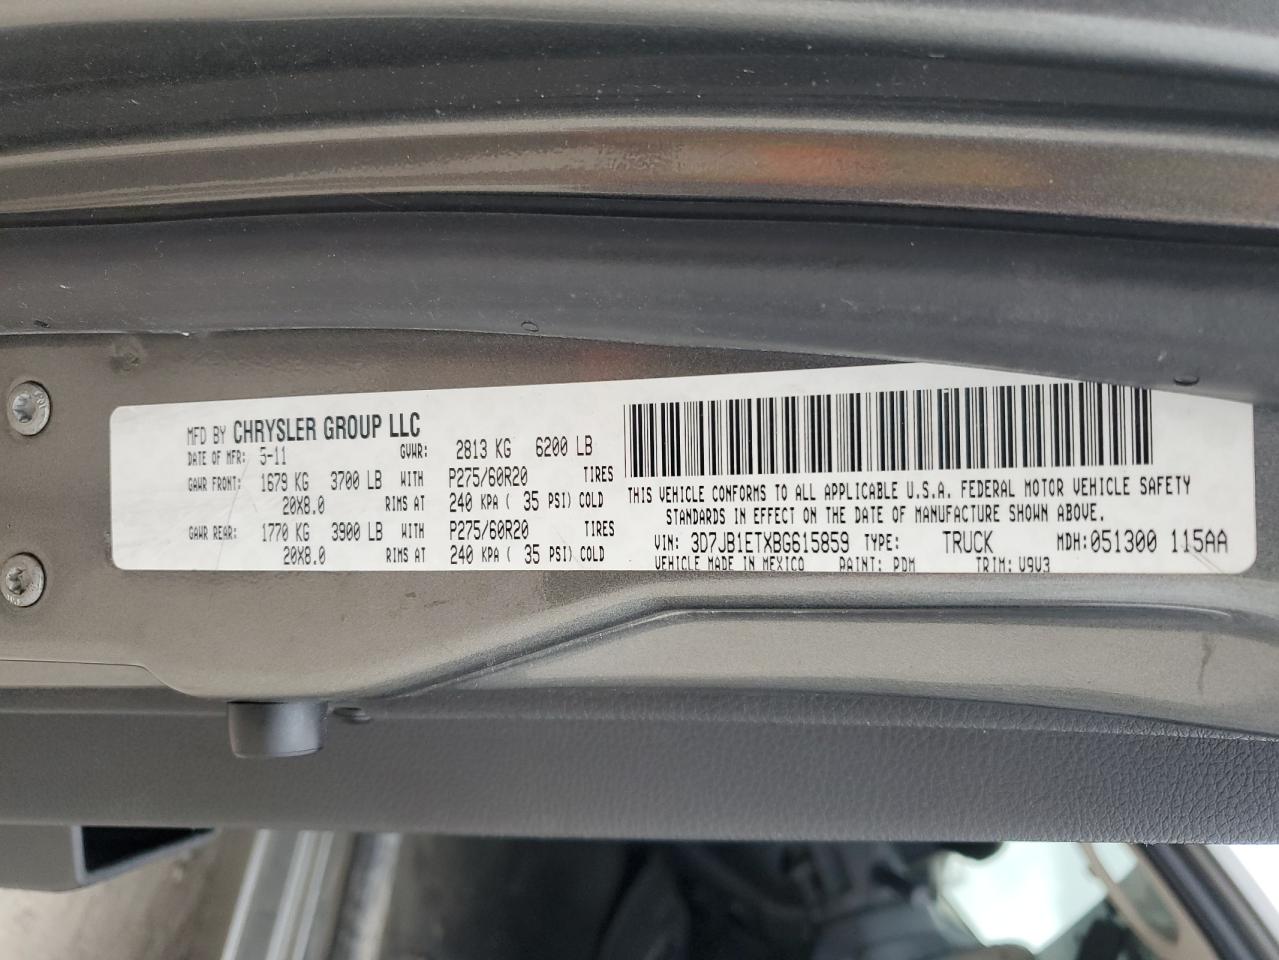 MFD BY CHRYSLER GROUP LLC
DATE OF MFR: 5-11 GVWR: 2813 KG 6200 LB
GAWR FRONT: 1679 KG 3700 LB WITH P275/60R20 TIRES
20X8.0 RIMS AT 240 KPA ( 35 PSI) COLD
GAWR REAR: 1770 KG 3900 LB WITH P275/60R20 TIRES
20X8.0 RIMS AT 240 KPA ( 35 PSI) COLD
THIS VEHICLE CONFORMS TO ALL APPLICABLE U.S.A. FEDERAL MOTOR VEHICLE SAFETY
STANDARDS IN EFFECT ON THE DATE OF MANUFACTURE SHOWN ABOVE.
VIN: 3D7JB1ETXBG615859 TYPE: TRUCK MDH: 051300 115AA
VEHICLE MADE IN MEXICO PAINT: PDM TRIM: V9V3